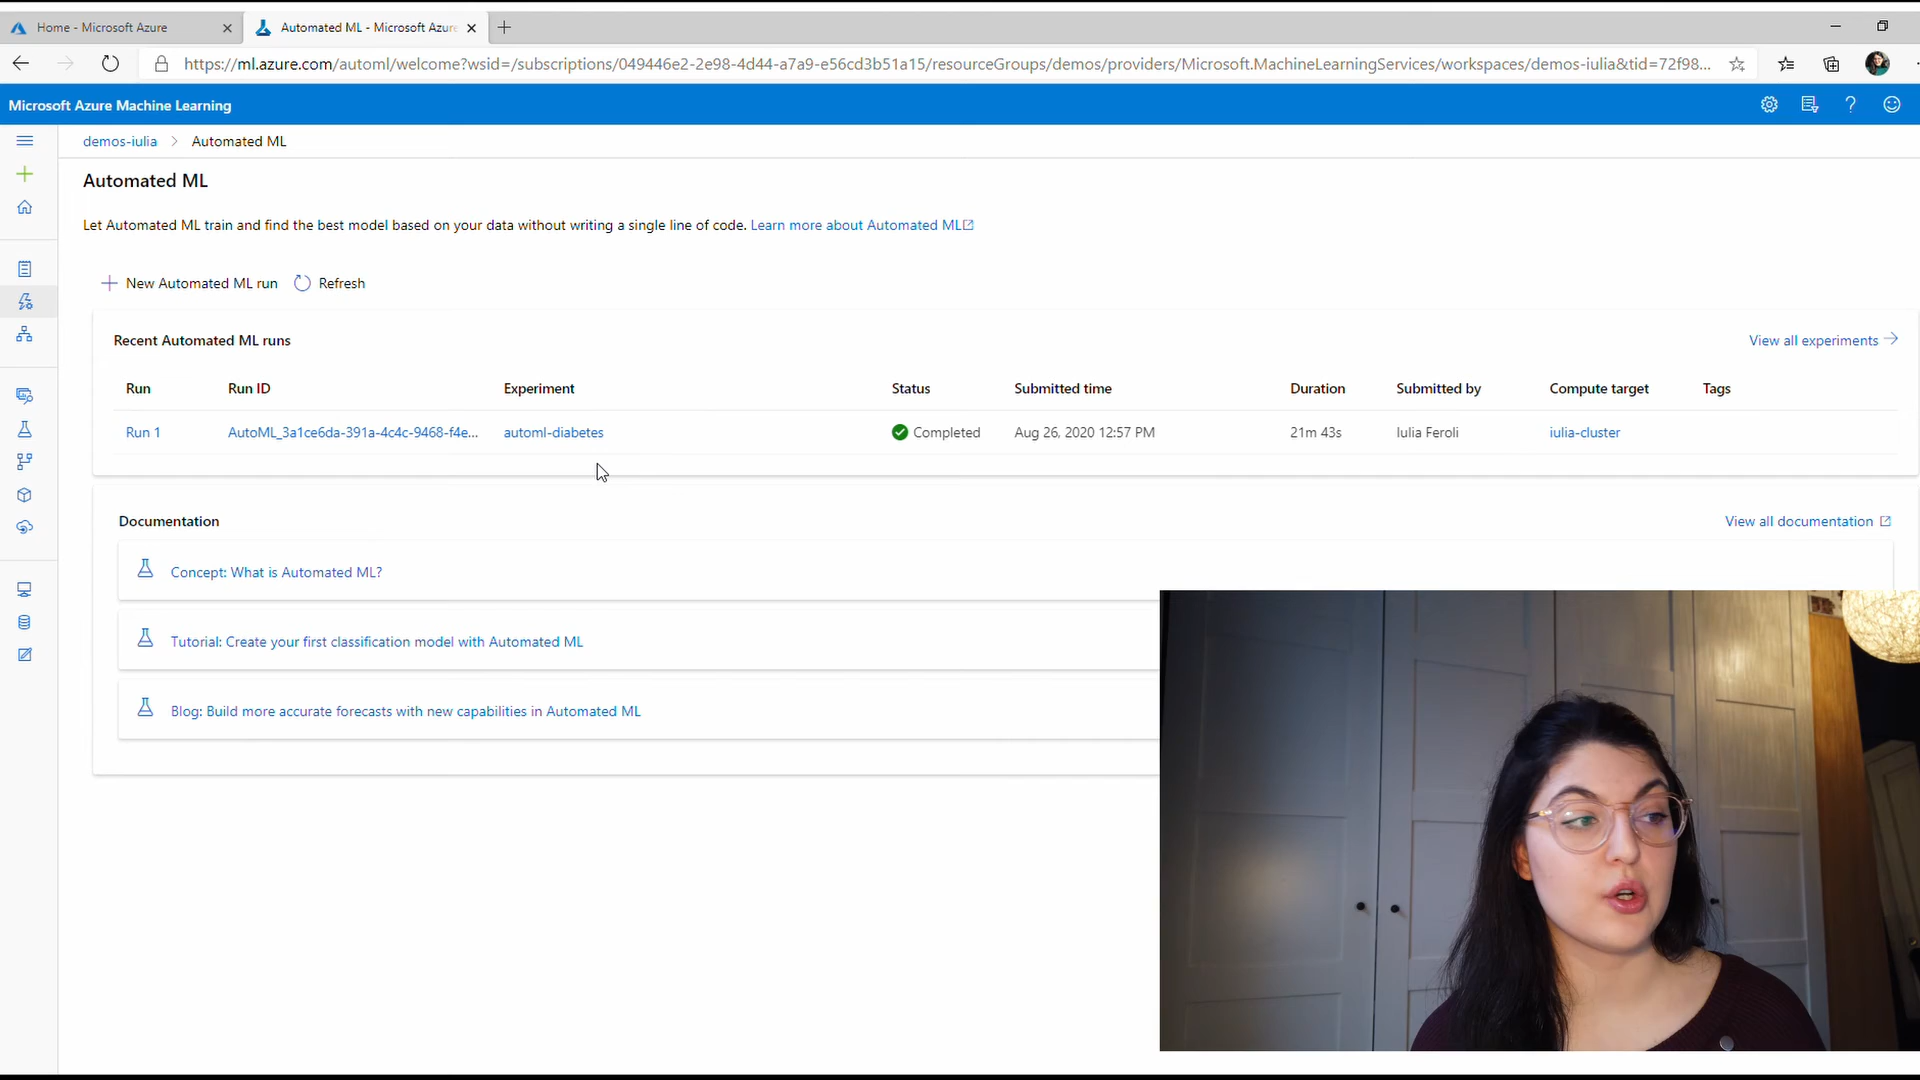 Home - Microsoft Azure
Automated ML - Microsoft Azure
https://ml.azure.com/automl/welcome?wsid=/subscriptions/049446e2-2e98-4d44-a7a9-e56cd3b51a15/resourceGroups/demos/providers/Microsoft.MachineLearningServices/workspaces/demos-iulia&tid=72f98...
Microsoft Azure Machine Learning
demos-iulia > Automated ML
Automated ML
Let Automated ML train and find the best model based on your data without writing a single line of code. Learn more about Automated ML
New Automated ML run Refresh
Recent Automated ML runs View all experiments
Run Run ID Experiment Status Submitted time Duration Submitted by Compute target Tags
Run 1 AutoML_3a1ce6da-391a-4c4c-9468-f4e... automl-diabetes Completed Aug 26, 2020 12:57 PM 21m 43s Iulia Feroli iulia-cluster
Documentation View all documentation
Concept: What is Automated ML?
Tutorial: Create your first classification model with Automated ML
Blog: Build more accurate forecasts with new capabilities in Automated ML